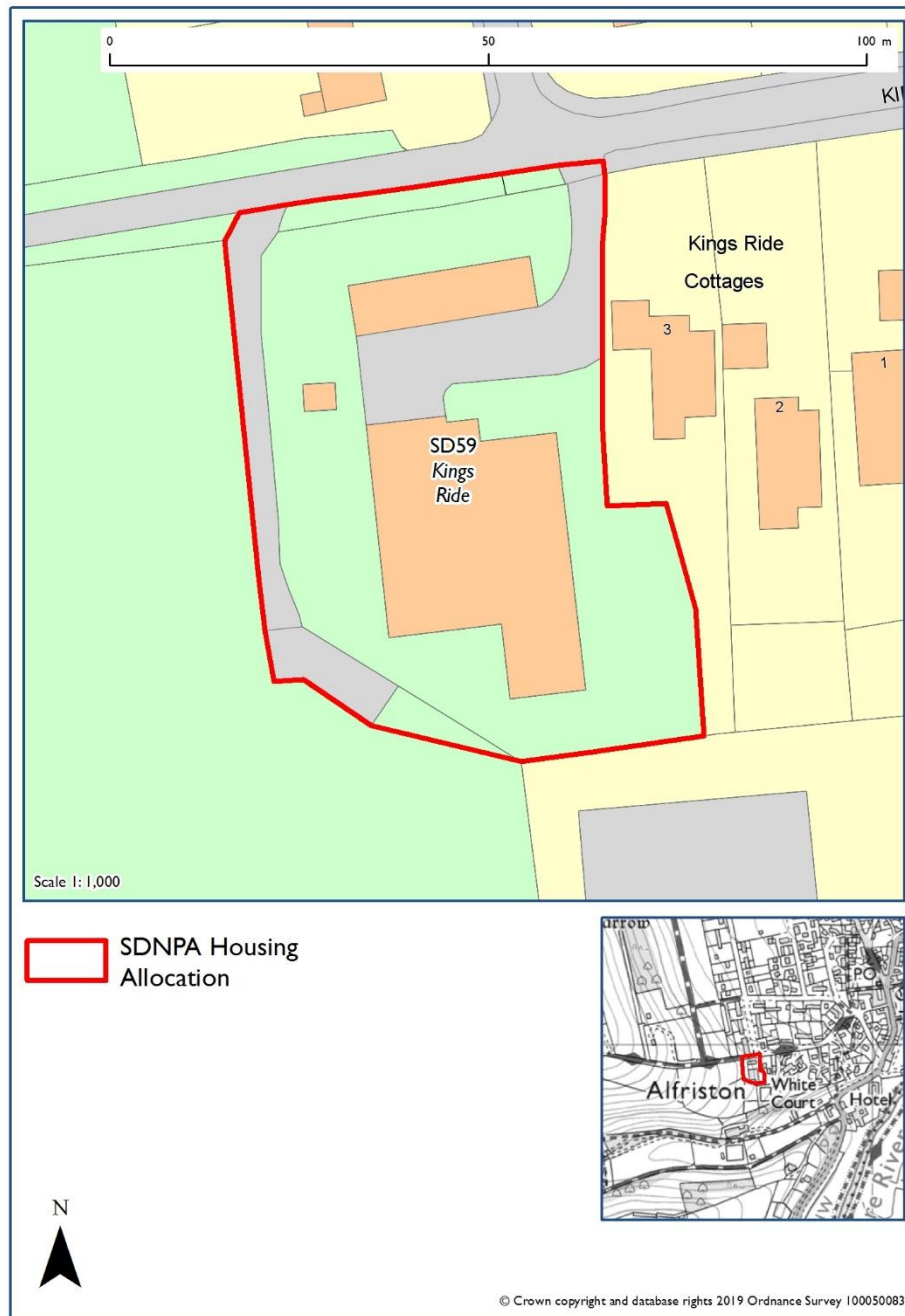 0 50 100 m
KI
Kings Ride
Cottages
3
2
1
SD59
Kings
Ride
Scale 1: 1,000
SDNPA Housing
Allocation
PO
Alfriston
White
Court
Hotel
River
N
© Crown copyright and database rights 2019 Ordnance Survey 100050083